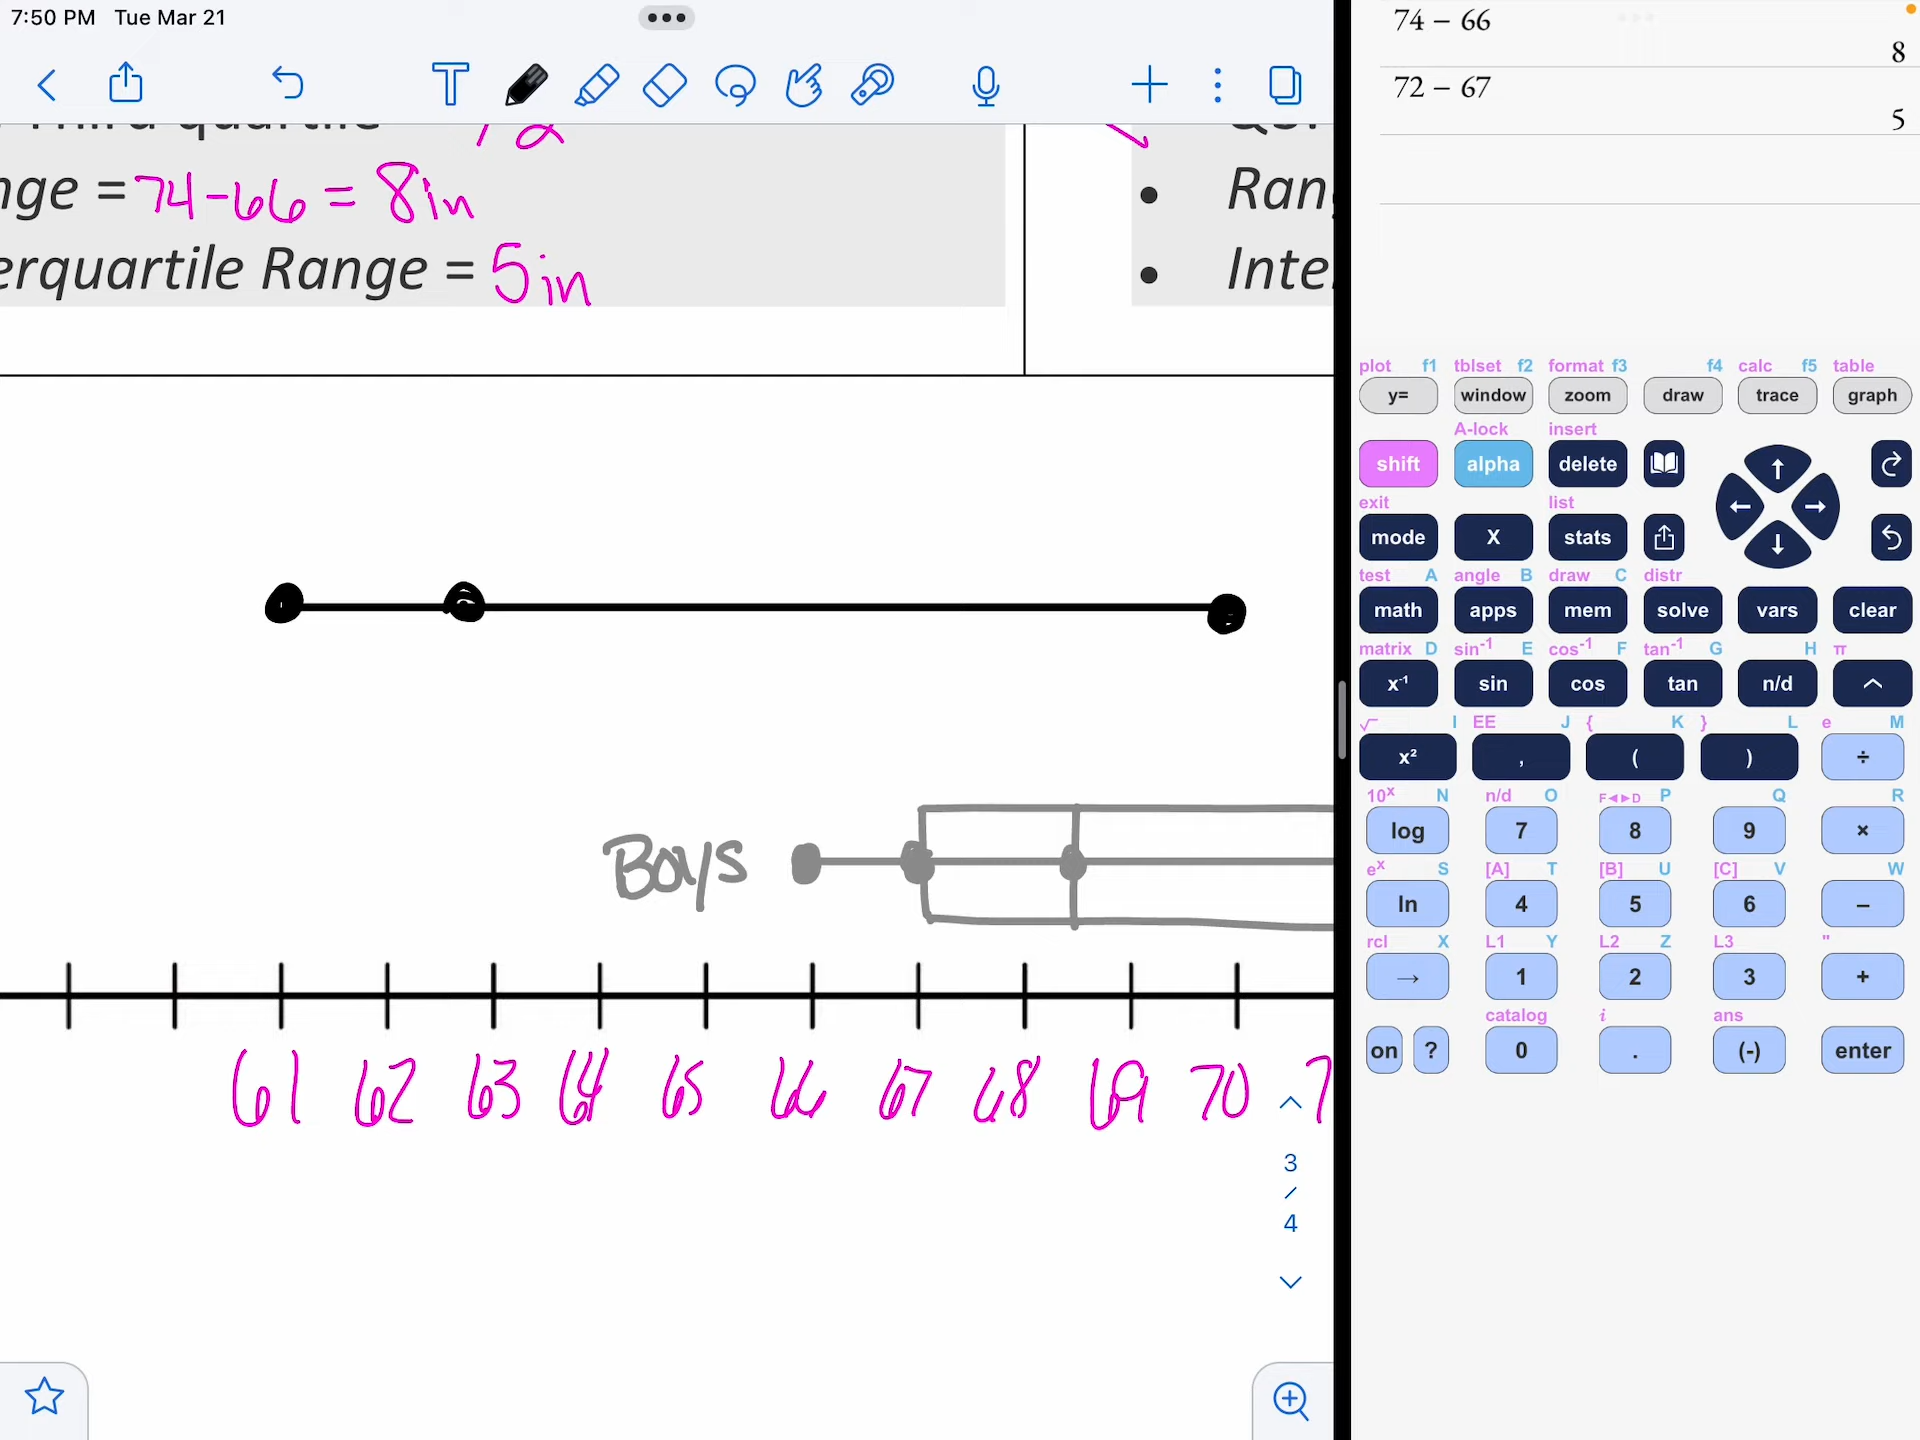 7:50 PM Tue Mar 21
T
72
nge = 74-66 = 8in
erquartile Range = 5in
Ran
Inte
Boys
61 62 63 64 65 66 67 68 69 70 7
3
/
4
74 – 66
8
72 – 67
5
plot f1 tblset f2 format f3 f4 calc f5 table
y= window zoom draw trace graph
A-lock insert
shift alpha delete
exit list
mode X stats
test A angle B draw C distr
math apps mem solve vars clear
matrix D sin⁻¹ E cos⁻¹ F tan⁻¹ G H π
x⁻¹ sin cos tan n/d ^
√ I EE J { K } L e M
x² , ( ) ÷
10ˣ N n/d O F◄►D P Q R
log 7 8 9 ×
eˣ S [A] T [B] U [C] V W
ln 4 5 6 –
rcl X L1 Y L2 Z L3 "
→ 1 2 3 +
catalog i ans
on ? 0 . (-) enter